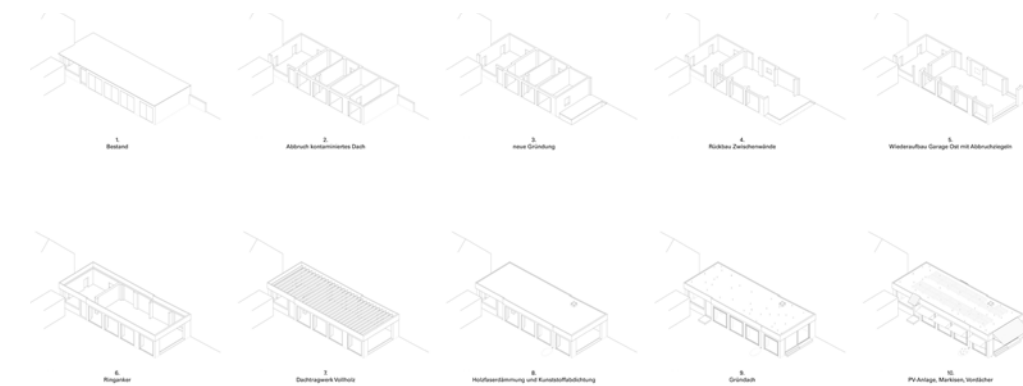 1.
Bestand
2.
Abbruch kontaminiertes Dach
3.
neue Gründung
4.
Rückbau Zwischenwände
5.
Wiederaufbau Garage Ost mit Abbruchziegeln
6.
Ringanker
7.
Dachtragwerk Vollholz
8.
Holzfaserdämmung und Kunststoffabdichtung
9.
Gründach
10.
PV-Anlage, Markisen, Vordächer